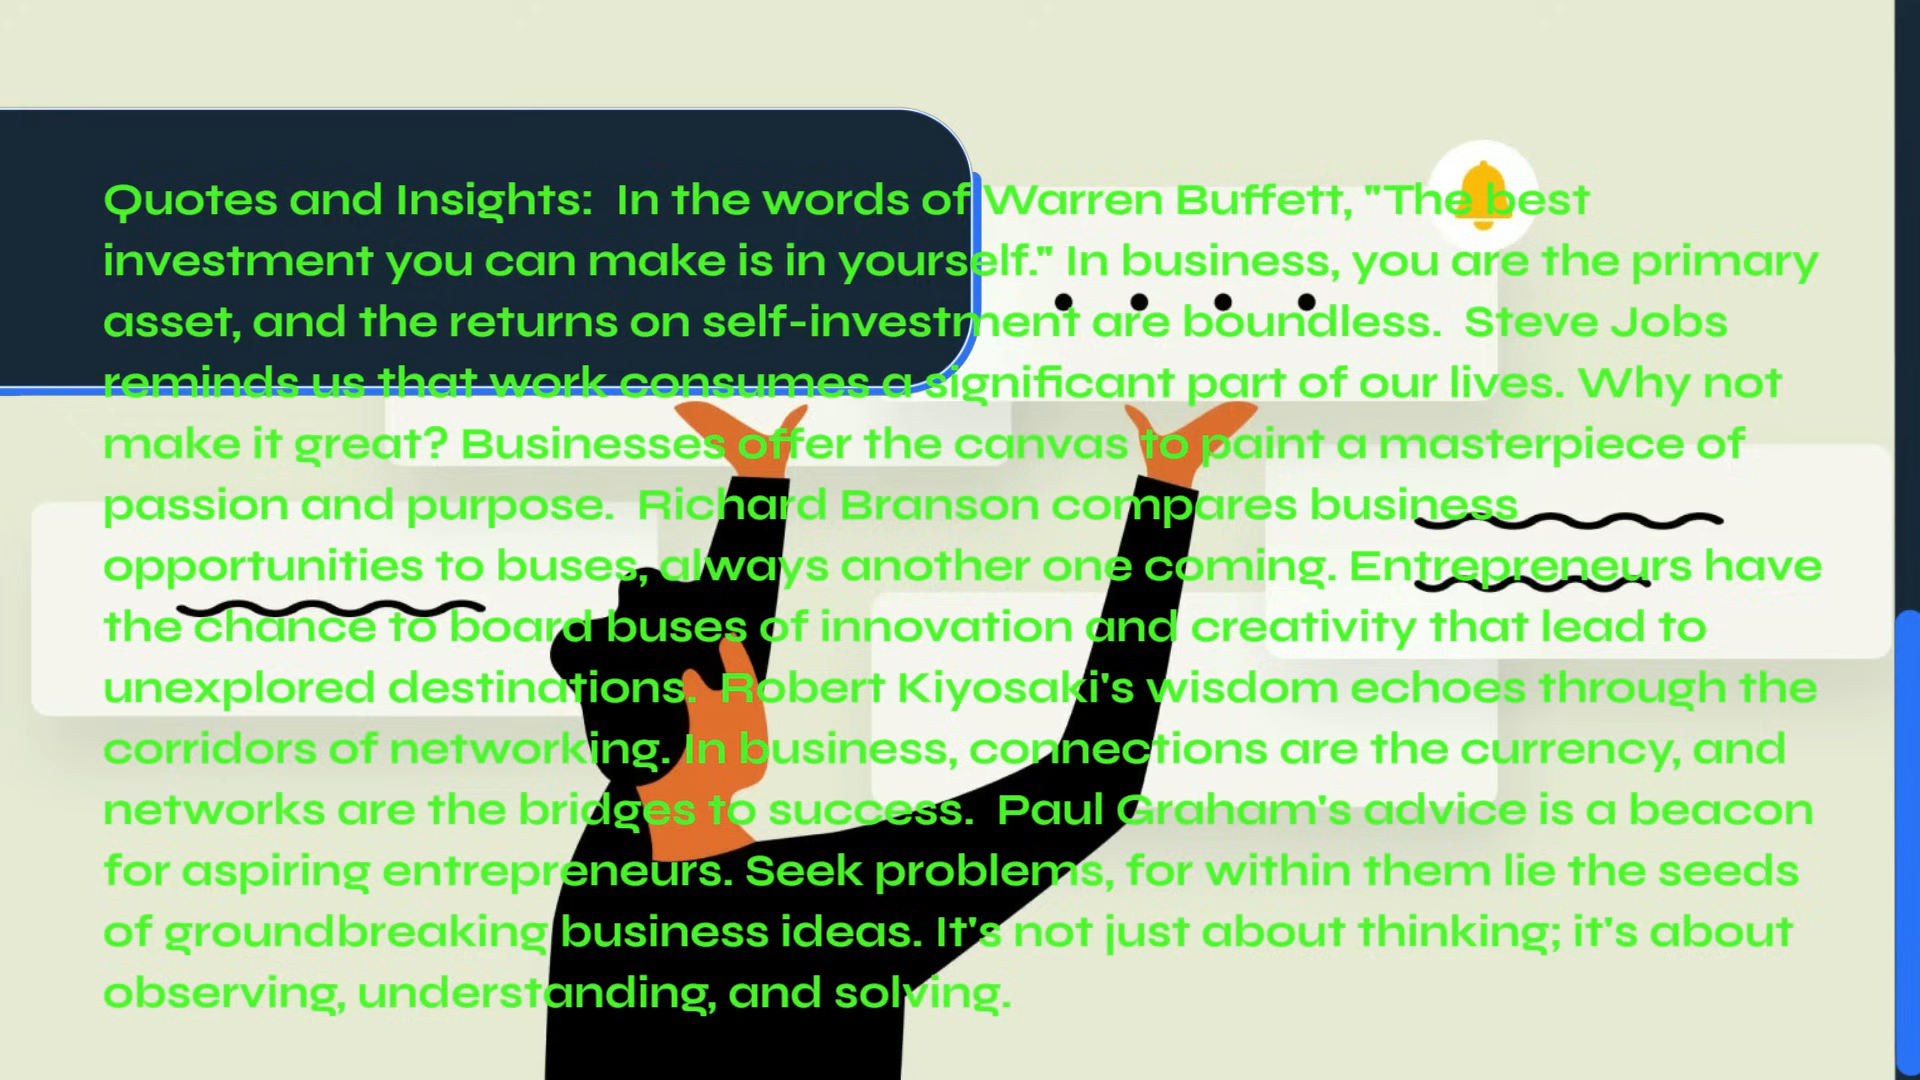 Quotes and Insights:  In the words of Warren Buffett, "The best
investment you can make is in yourself." In business, you are the primary
asset, and the returns on self-investment are boundless.  Steve Jobs
reminds us that work consumes a significant part of our lives. Why not
make it great? Businesses offer the canvas to paint a masterpiece of
passion and purpose.  Richard Branson compares business
opportunities to buses, always another one coming. Entrepreneurs have
the chance to board buses of innovation and creativity that lead to
unexplored destinations.  Robert Kiyosaki's wisdom echoes through the
corridors of networking. In business, connections are the currency, and
networks are the bridges to success.  Paul Graham's advice is a beacon
for aspiring entrepreneurs. Seek problems, for within them lie the seeds
of groundbreaking business ideas. It's not just about thinking; it's about
observing, understanding, and solving.